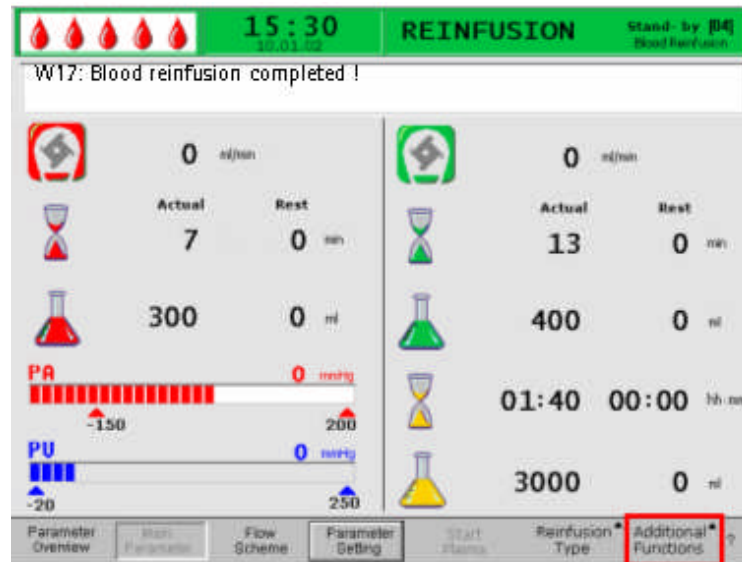 15:30
10.01.02
REINFUSION
Stand-by [04]
Blood Reinfusion
W17: Blood reinfusion completed !
0 ml/min
0 ml/min
Actual Rest
7 0 min
300 0 ml
PA 0 mmHg
-150 200
PV 0 mmHg
-20 250
Actual Rest
13 0 min
400 0 ml
01:40 00:00
3000 0 ml
Parameter Overview
Main Parameter
Flow Scheme
Parameter Setting
Start Plasma
Reinfusion Type
Additional Functions
?